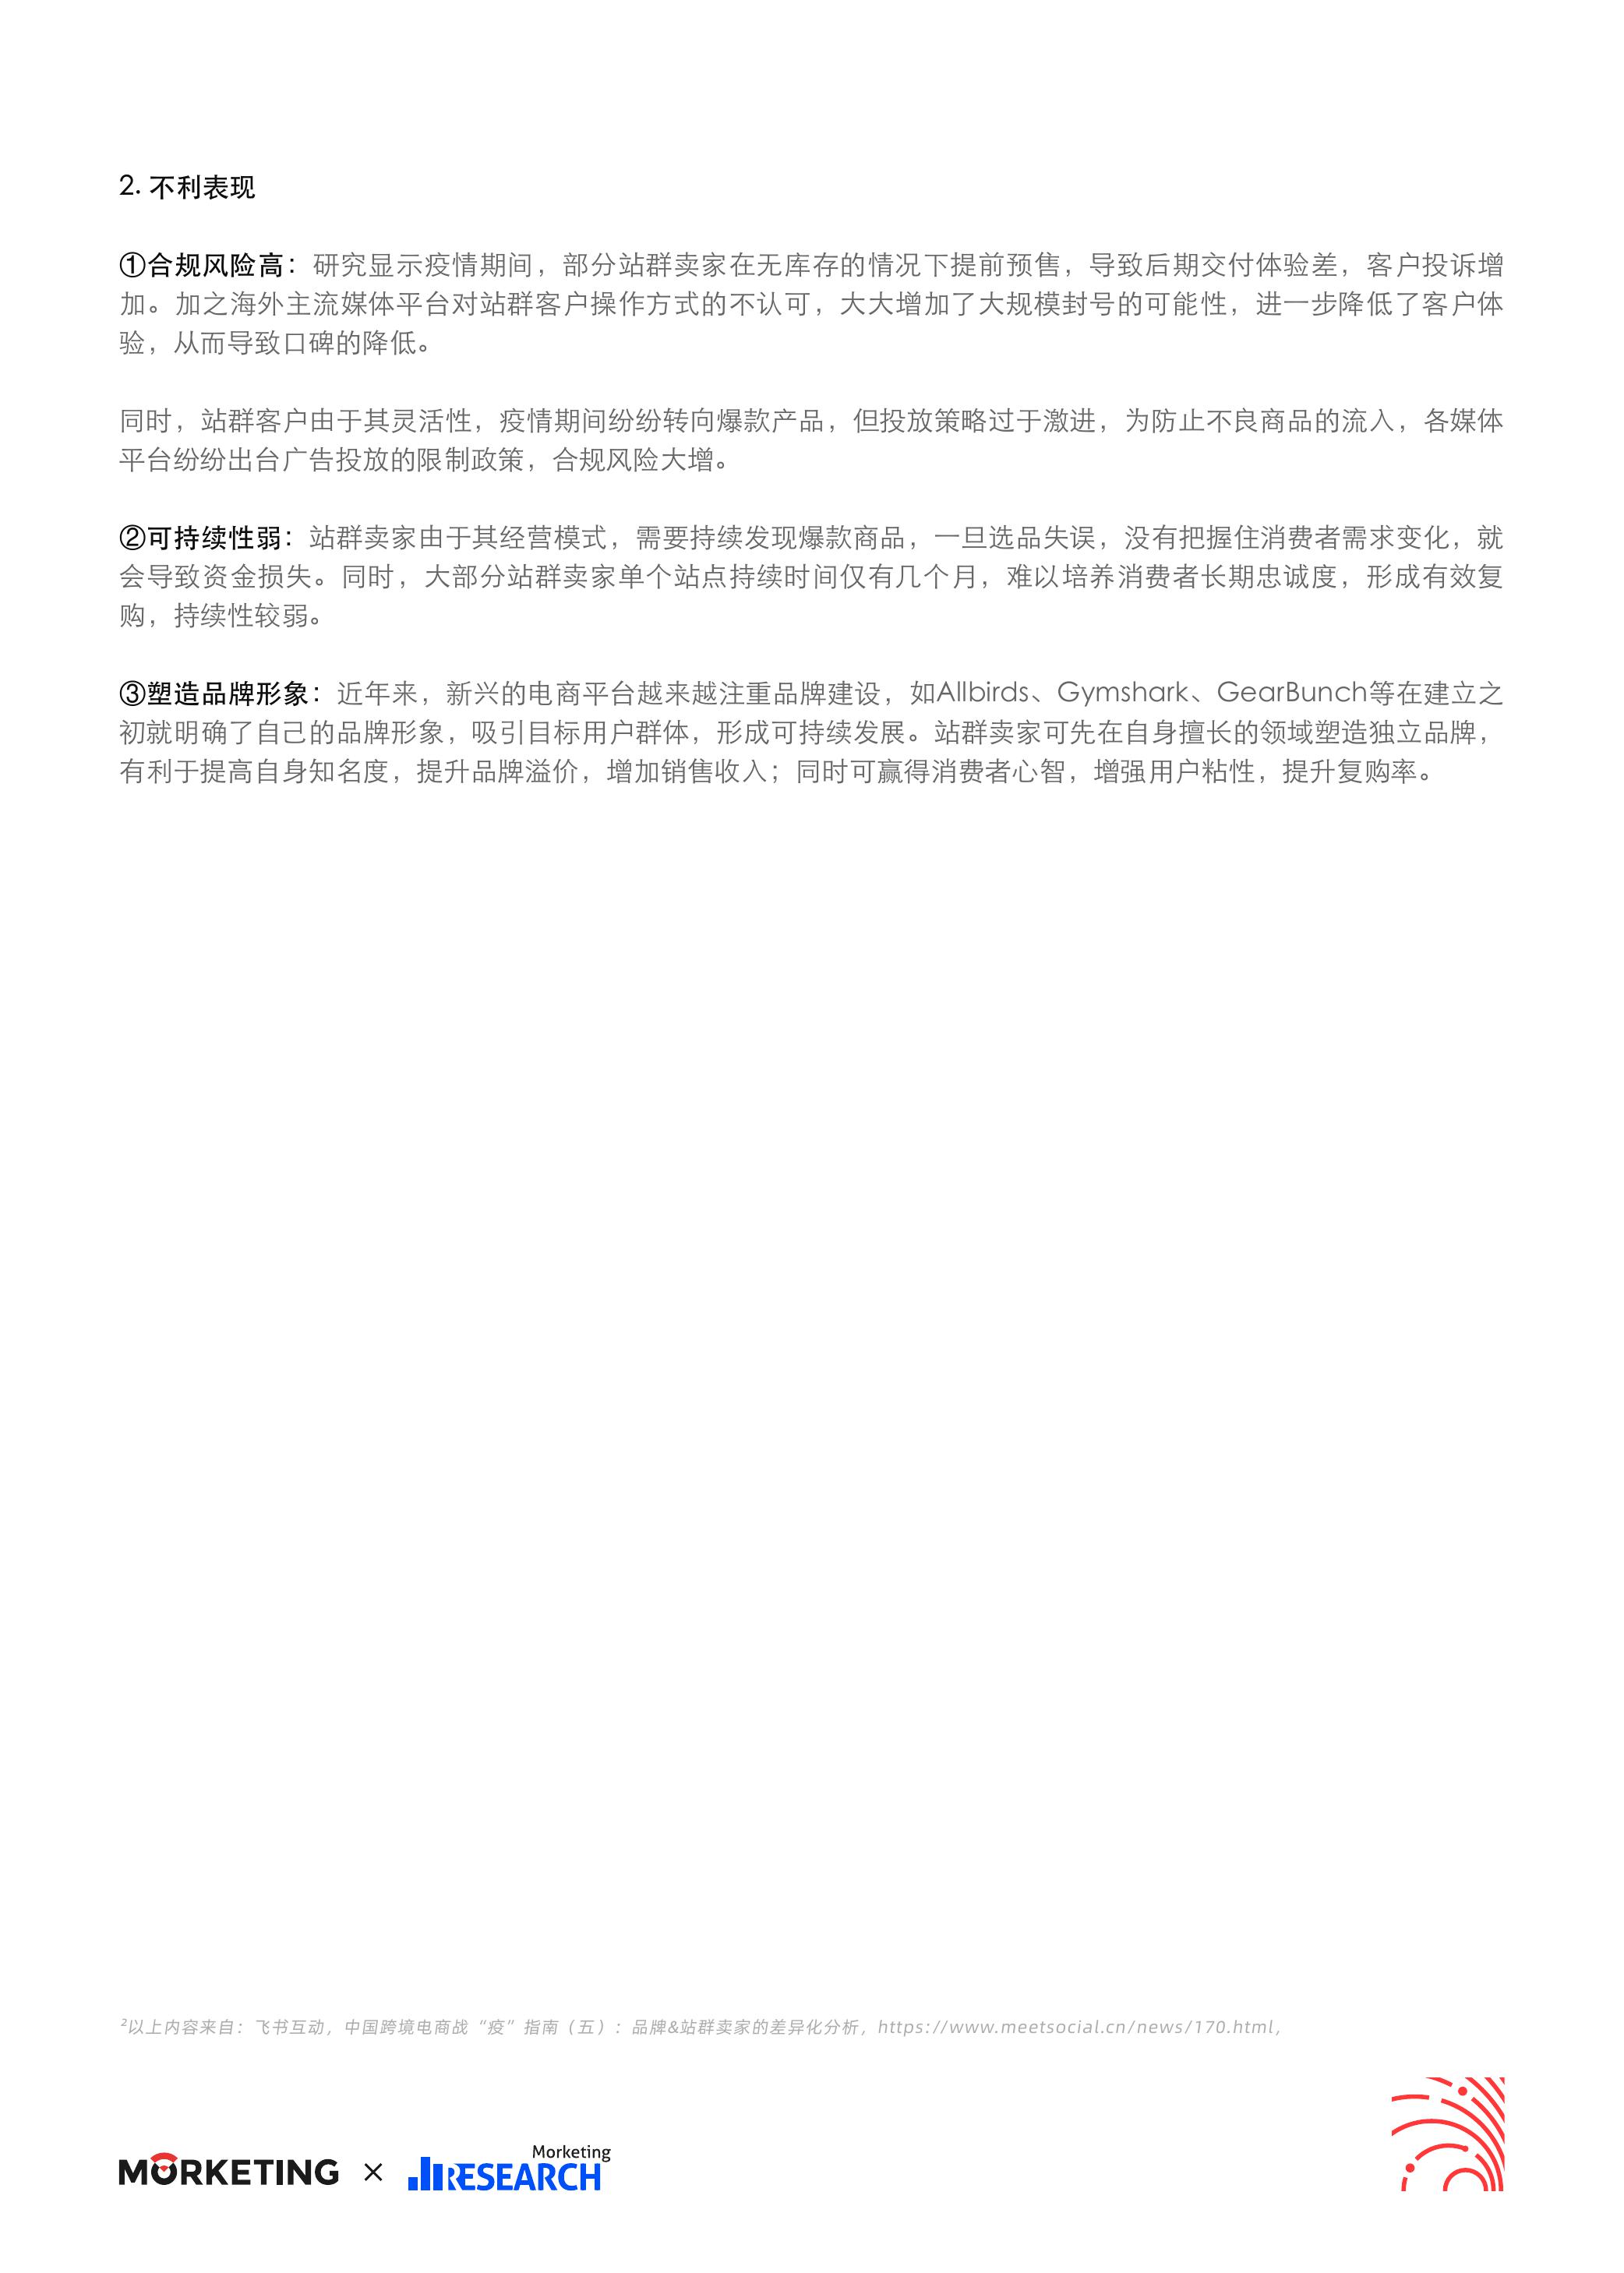 2. 不利表现
①合规风险高：研究显示疫情期间，部分站群卖家在无库存的情况下提前预售，导致后期交付体验差，客户投诉增
加。加之海外主流媒体平台对站群客户操作方式的不认可，大大增加了大规模封号的可能性，进一步降低了客户体
验，从而导致口碑的降低。
同时，站群客户由于其灵活性，疫情期间纷纷转向爆款产品，但投放策略过于激进，为防止不良商品的流入，各媒体
平台纷纷出台广告投放的限制政策，合规风险大增。
②可持续性弱：站群卖家由于其经营模式，需要持续发现爆款商品，一旦选品失误，没有把握住消费者需求变化，就
会导致资金损失。同时，大部分站群卖家单个站点持续时间仅有几个月，难以培养消费者长期忠诚度，形成有效复
购，持续性较弱。
③塑造品牌形象：近年来，新兴的电商平台越来越注重品牌建设，如Allbirds、Gymshark、GearBunch等在建立之
初就明确了自己的品牌形象，吸引目标用户群体，形成可持续发展。站群卖家可先在自身擅长的领域塑造独立品牌，
有利于提高自身知名度，提升品牌溢价，增加销售收入；同时可赢得消费者心智，增强用户粘性，提升复购率。
²以上内容来自：飞书互动，中国跨境电商战“疫”指南（五）：品牌&站群卖家的差异化分析，https://www.meetsocial.cn/news/170.html，
MORKETING × Morketing RESEARCH